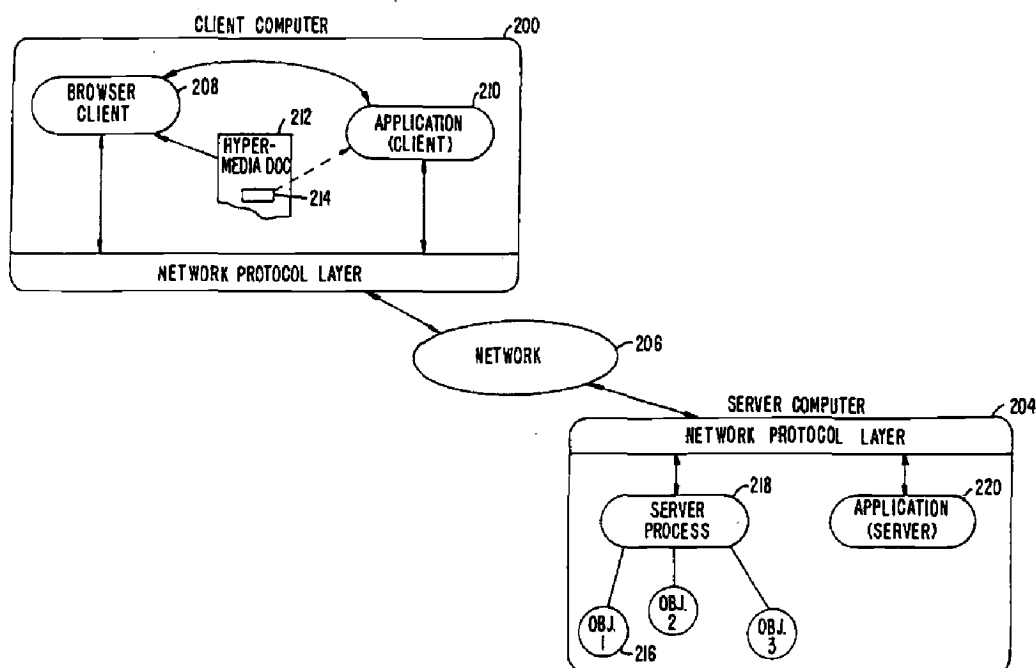 CLIENT COMPUTER
200
BROWSER
CLIENT
208
210
APPLICATION
(CLIENT)
212
HYPER-
MEDIA DOC
214
NETWORK PROTOCOL LAYER
NETWORK
206
SERVER COMPUTER
204
NETWORK PROTOCOL LAYER
218
SERVER
PROCESS
220
APPLICATION
(SERVER)
OBJ.
1
216
OBJ.
2
OBJ.
3